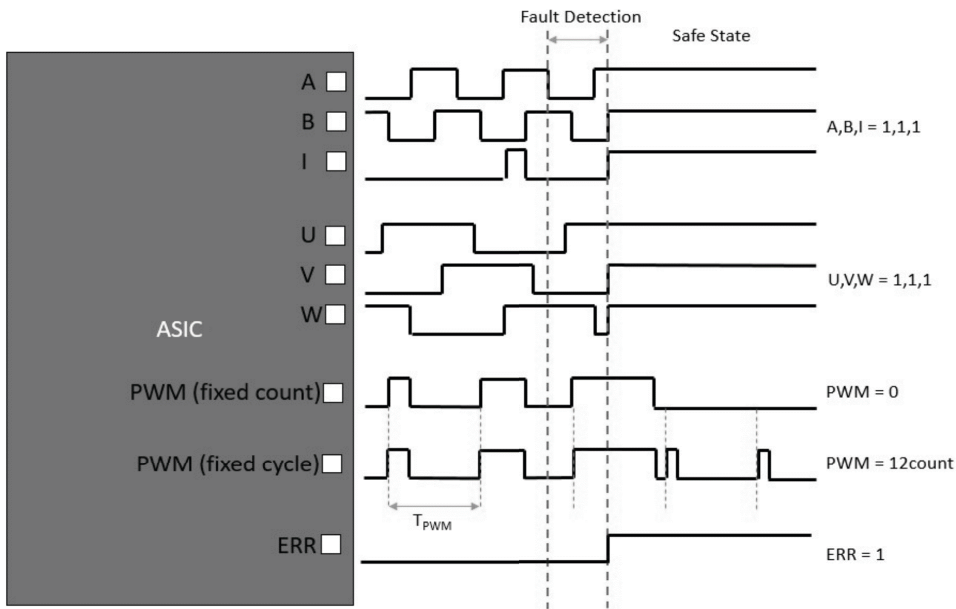 Fault Detection
Safe State
A
B
A,B,I = 1,1,1
I
U
V
U,V,W = 1,1,1
W
ASIC
PWM (fixed count)
PWM = 0
PWM (fixed cycle)
PWM = 12count
TPWM
ERR
ERR = 1